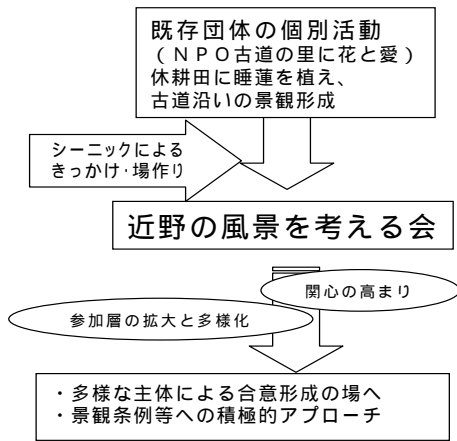 既存団体の個別活動
(NPO古道の里に花と愛)
休耕田に睡蓮を植え、
古道沿いの景観形成
シーニックによる
きっかけ・場作り
近野の風景を考える会
関心の高まり
参加層の拡大と多様化
・多様な主体による合意形成の場へ
・景観条例等への積極的アプローチ